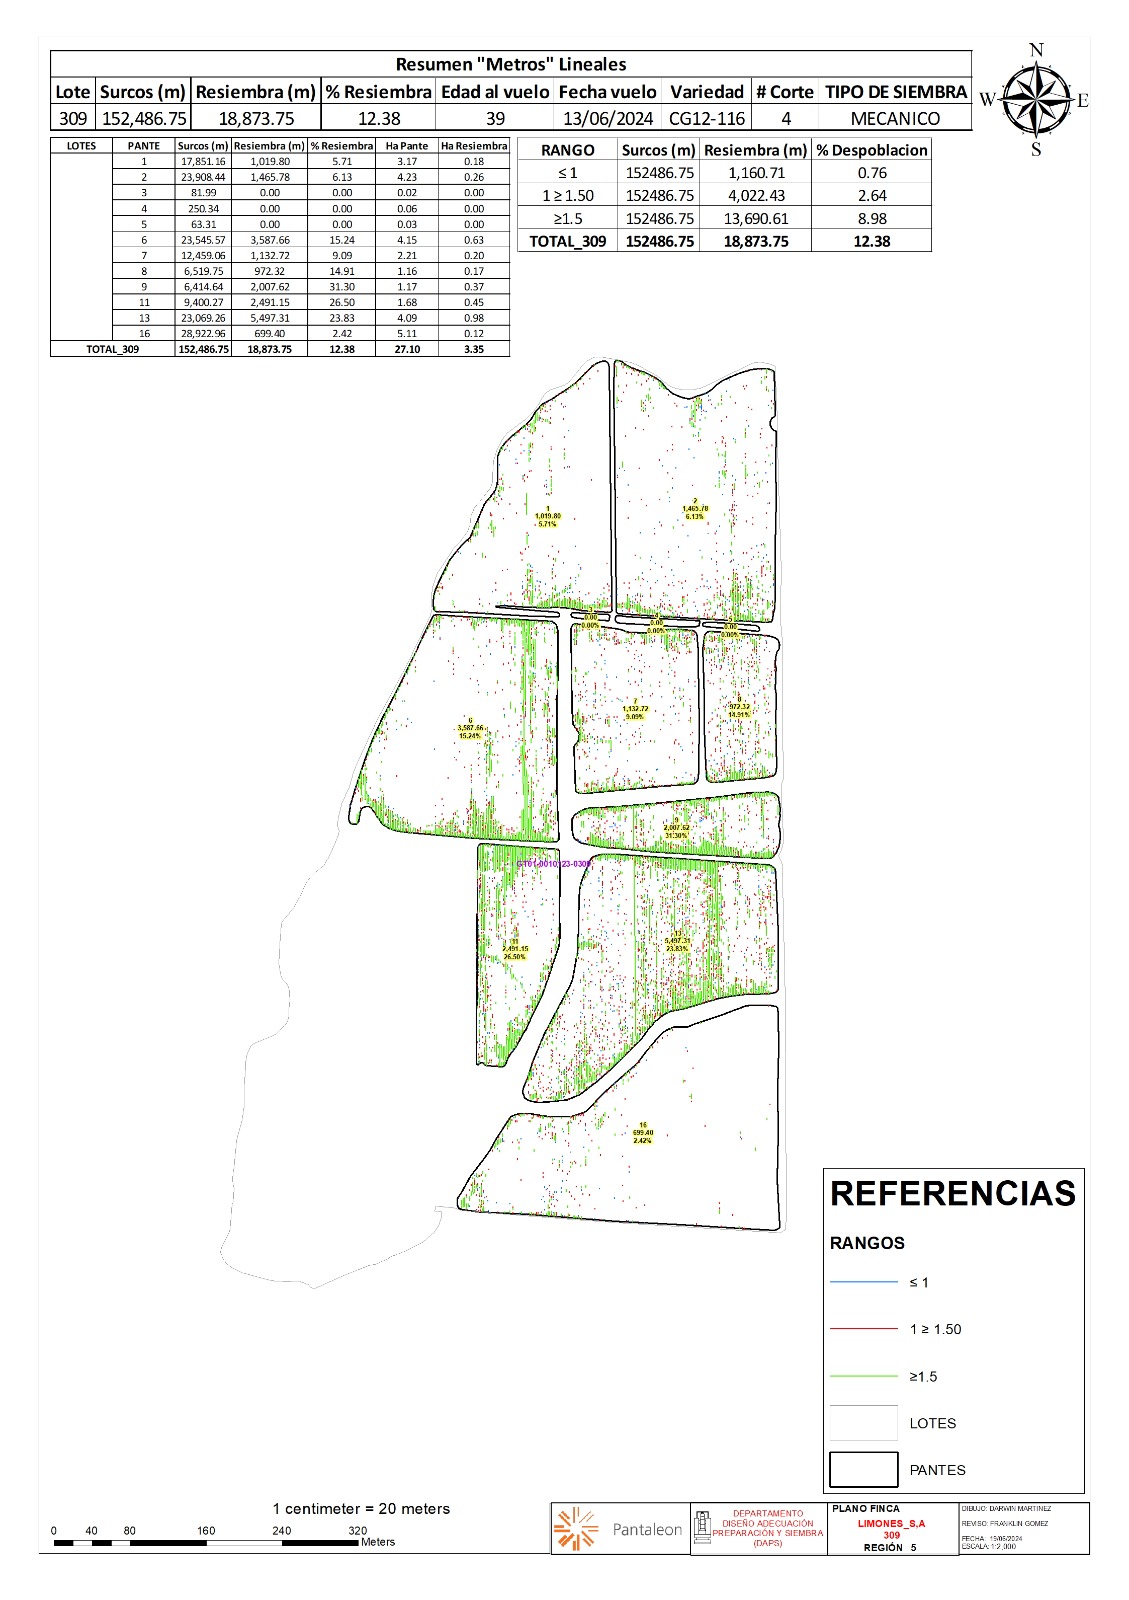 Resumen "Metros" Lineales
Lote Surcos (m) Resiembra (m) % Resiembra Edad al vuelo Fecha vuelo Variedad # Corte TIPO DE SIEMBRA
309 152,486.75 18,873.75 12.38 39 13/06/2024 CG12-116 4 MECANICO
N
W E
S
LOTES PANTE Surcos (m) Resiembra (m) % Resiembra Ha Pante Ha Resiembra
1 17,851.16 1,019.80 5.71 3.17 0.18
2 23,908.44 1,465.78 6.13 4.23 0.26
3 81.99 0.00 0.00 0.02 0.00
4 250.34 0.00 0.00 0.06 0.00
5 63.31 0.00 0.00 0.03 0.00
6 23,545.57 3,587.66 15.24 4.15 0.63
7 12,459.06 1,132.72 9.09 2.21 0.20
8 6,519.75 972.32 14.91 1.16 0.17
9 6,414.64 2,007.62 31.30 1.17 0.37
11 9,400.27 2,491.15 26.50 1.68 0.45
13 23,069.26 5,497.31 23.83 4.09 0.98
16 28,922.96 699.40 2.42 5.11 0.12
TOTAL_309 152,486.75 18,873.75 12.38 27.10 3.35
RANGO Surcos (m) Resiembra (m) % Despoblacion
≤ 1 152486.75 1,160.71 0.76
1 ≥ 1.50 152486.75 4,022.43 2.64
≥1.5 152486.75 13,690.61 8.98
TOTAL_309 152486.75 18,873.75 12.38
1
1,019.80
5.71%
2
1,465.78
6.13%
3
0.00
0.00%
4
0.00
0.00%
5
0.00
0.00%
6
3,587.66
15.24%
7
1,132.72
9.09%
8
972.32
14.91%
9
2,007.62
31.30%
11
2,491.15
26.50%
13
5,497.31
23.83%
16
699.40
2.42%
REFERENCIAS
RANGOS
≤ 1
1 ≥ 1.50
≥1.5
LOTES
PANTES
1 centimeter = 20 meters
0 40 80 160 240 320
Meters
Pantaleon
DEPARTAMENTO
DISEÑO ADECUACIÓN
PREPARACIÓN Y SIEMBRA
(DAPS)
PLANO FINCA
LIMONES_S,A
309
REGIÓN 5
DIBUJO: DARWIN MARTINEZ
REVISO: FRANKLIN GOMEZ
FECHA: 19/06/2024
ESCALA: 1:2,000